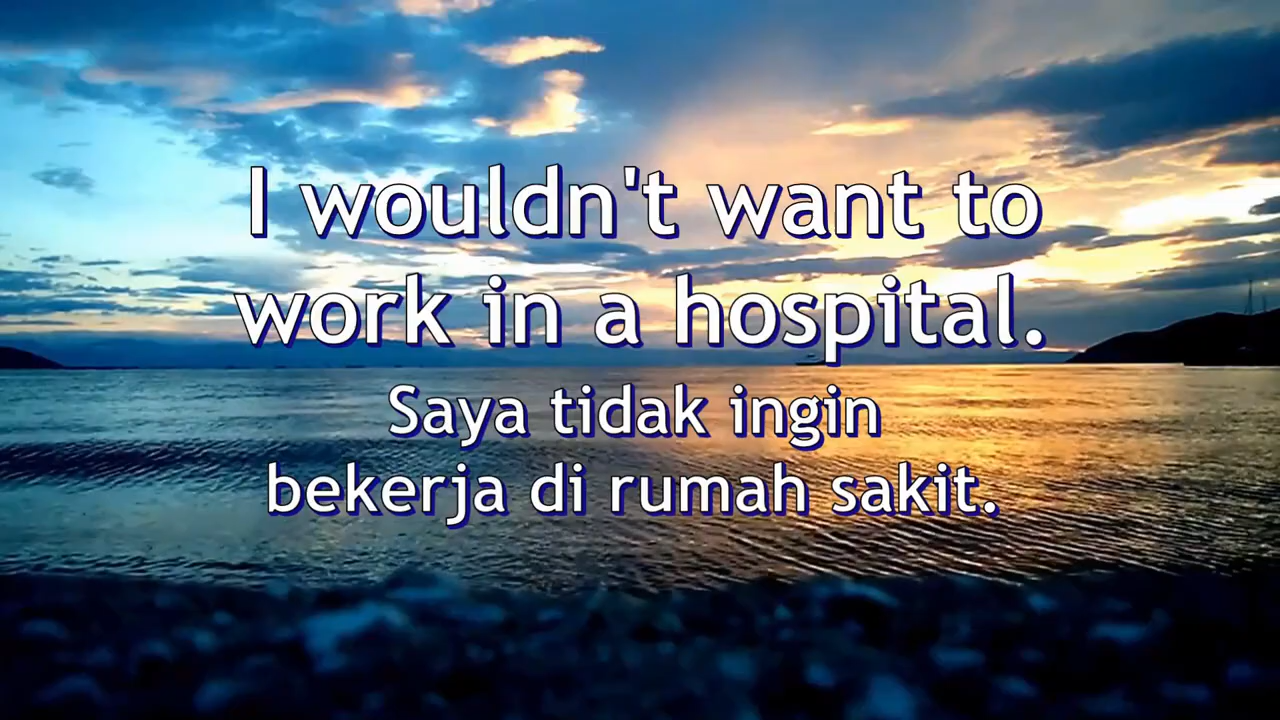 I wouldn't want to
work in a hospital.
Saya tidak ingin
bekerja di rumah sakit.